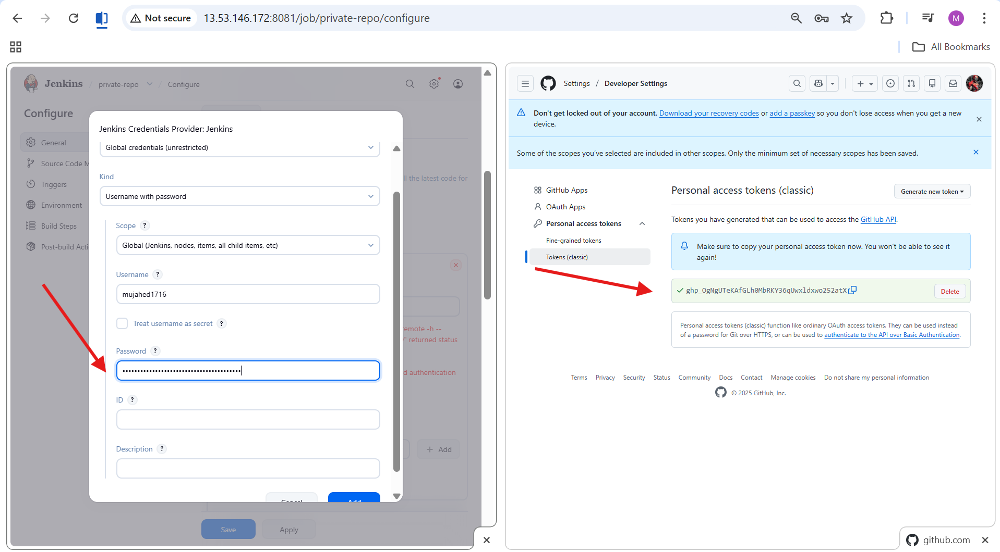 Not secure
13.53.146.172:8081/job/private-repo/configure
M
All Bookmarks
Jenkins / private-repo / Configure
Configure
General
Source Code M
Triggers
Environment
Build Steps
Post-build Acti
Jenkins Credentials Provider: Jenkins
Global credentials (unrestricted)
Kind
Username with password
Scope ?
Global (Jenkins, nodes, items, all child items, etc)
Username ?
mujahed1716
Treat username as secret ?
Password ?
••••••••••••••••••••••••••••••••••••••••
ID ?
Description ?
Cancel
Add
ll the latest code for
remote -h --
" returned status
d authentication
+ Add
Save
Apply
Settings / Developer Settings
Don't get locked out of your account. Download your recovery codes or add a passkey so you don't lose access when you get a new
device.
Some of the scopes you've selected are included in other scopes. Only the minimum set of necessary scopes has been saved.
GitHub Apps
OAuth Apps
Personal access tokens
Fine-grained tokens
Tokens (classic)
Personal access tokens (classic)
Generate new token
Tokens you have generated that can be used to access the GitHub API.
Make sure to copy your personal access token now. You won't be able to see it
again!
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
Delete
Personal access tokens (classic) function like ordinary OAuth access tokens. They can be used instead
of a password for Git over HTTPS, or can be used to authenticate to the API over Basic Authentication.
Terms Privacy Security Status Community Docs Contact Manage cookies Do not share my personal information
© 2025 GitHub, Inc.
github.com